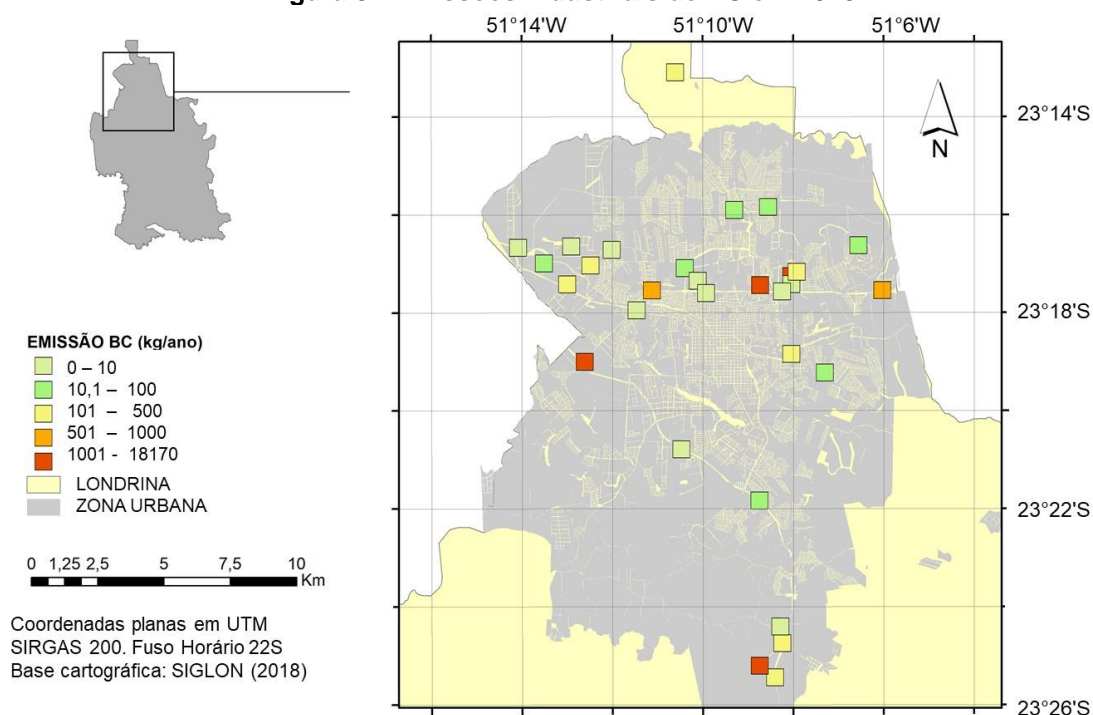 51°14'W 51°10'W 51°6'W
23°14'S
N
23°18'S
EMISSÃO BC (kg/ano)
0 – 10
10,1 – 100
101 – 500
501 – 1000
1001 - 18170
LONDRINA
ZONA URBANA
23°22'S
0 1,25 2,5 5 7,5 10
Km
Coordenadas planas em UTM
SIRGAS 200. Fuso Horário 22S
Base cartográfica: SIGLON (2018)
23°26'S